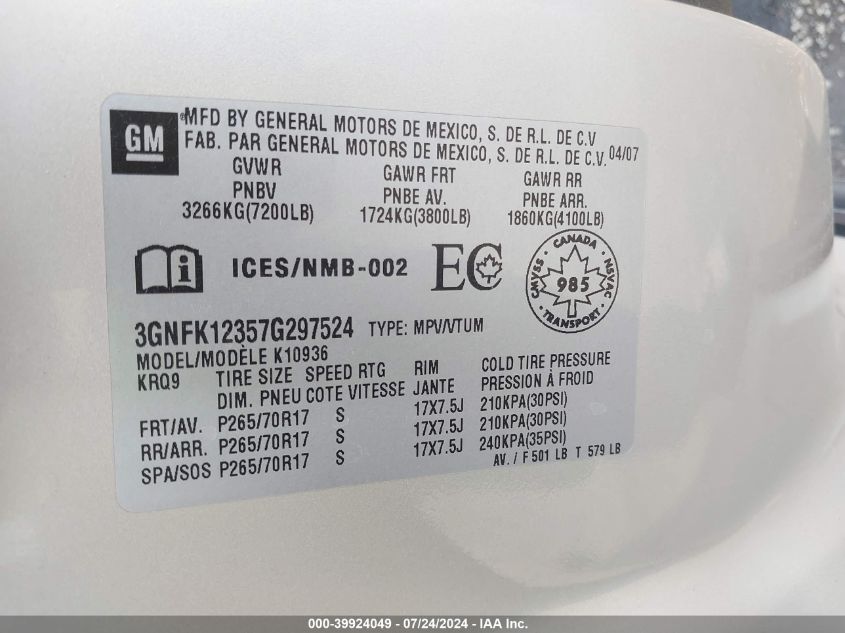 GM
®MFD BY GENERAL MOTORS DE MEXICO, S. DE R.L. DE C.V
FAB. PAR GENERAL MOTORS DE MEXICO, S. DE R.L. DE C.V. 04/07
GVWR GAWR FRT GAWR RR
PNBV PNBE AV. PNBE ARR.
3266KG(7200LB) 1724KG(3800LB) 1860KG(4100LB)
i ICES/NMB-002 EC CANADA CMVSS NSVAC 985 TRANSPORT
3GNFK12357G297524 TYPE: MPV/VTUM
MODEL/MODÈLE K10936
KRQ9 TIRE SIZE SPEED RTG RIM COLD TIRE PRESSURE
DIM. PNEU COTE VITESSE JANTE PRESSION À FROID
FRT/AV. P265/70R17 S 17X7.5J 210KPA(30PSI)
RR/ARR. P265/70R17 S 17X7.5J 210KPA(30PSI)
SPA/SOS P265/70R17 S 17X7.5J 240KPA(35PSI)
AV. / F 501 LB T 579 LB
000-39924049 - 07/24/2024 - IAA Inc.